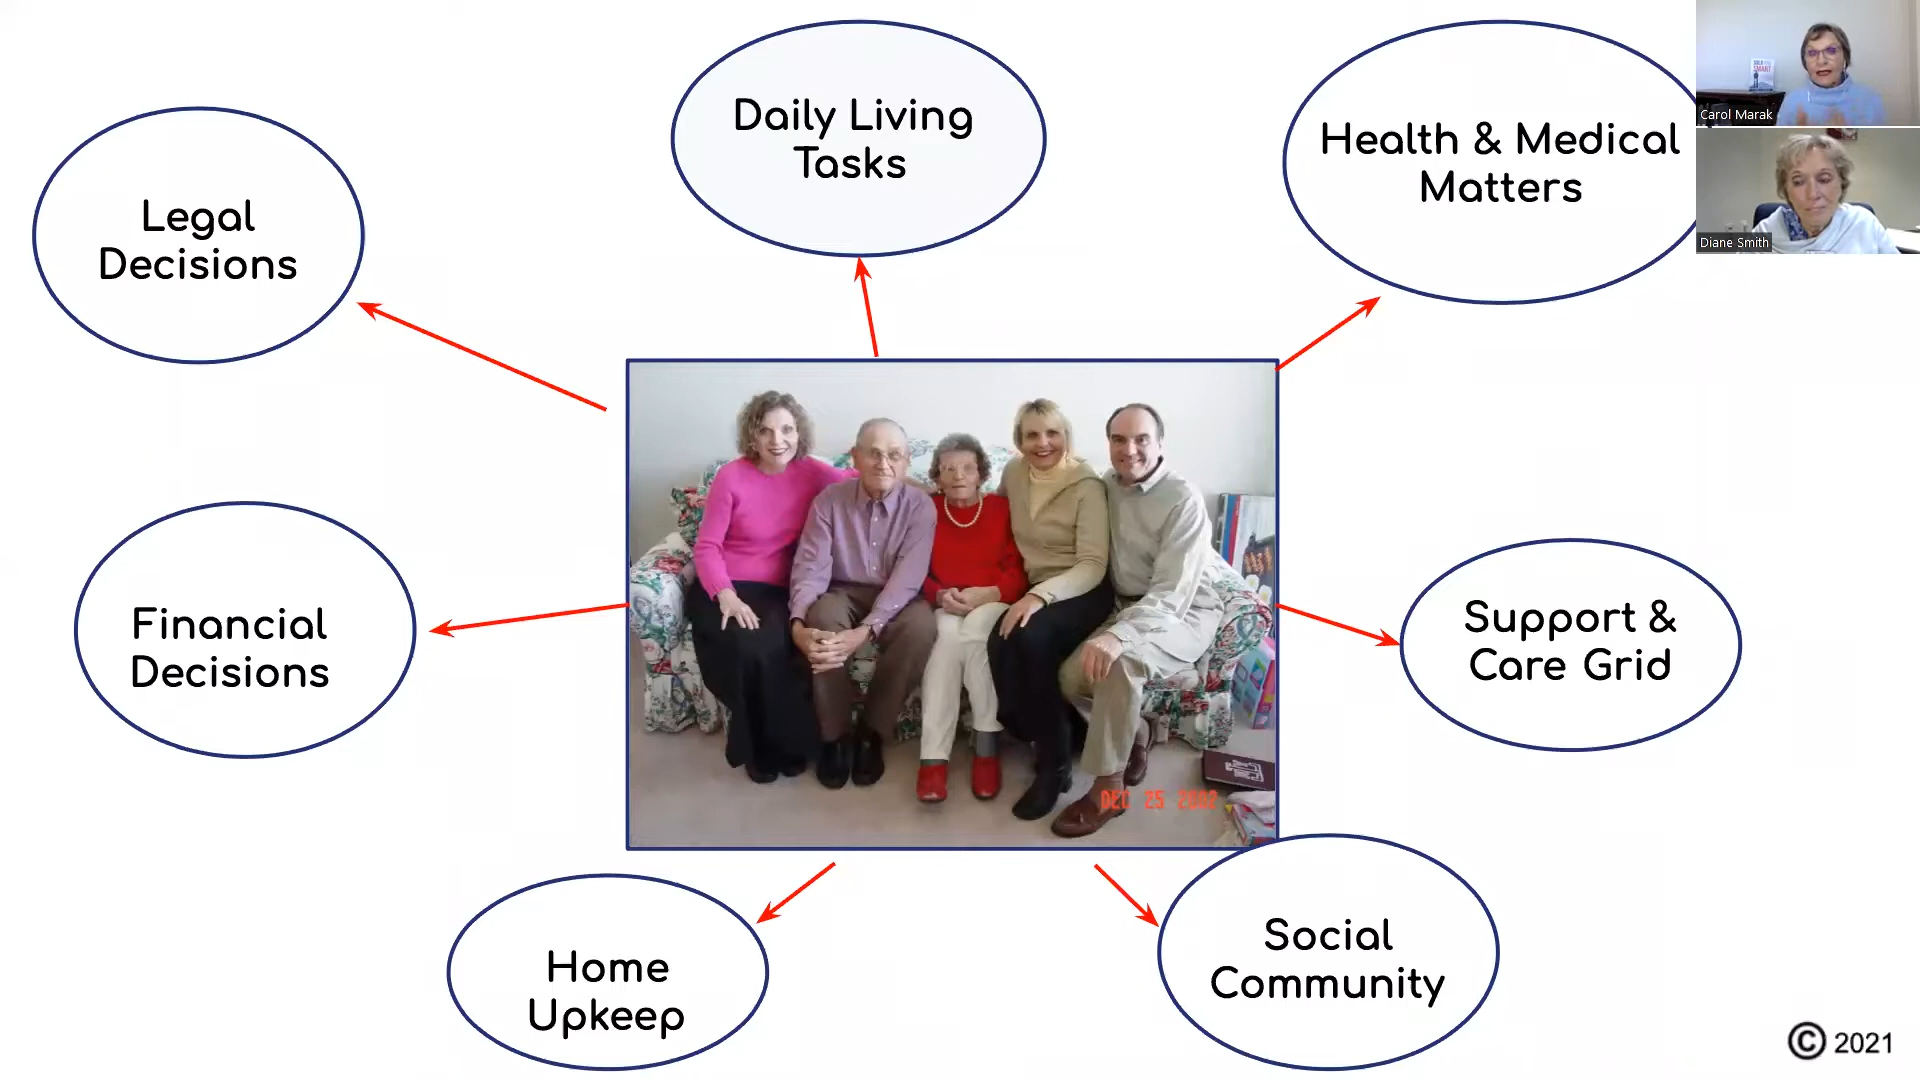 Daily Living
Tasks
Health & Medical
Matters
Carol Marak
Diane Smith
Legal
Decisions
Financial
Decisions
Support &
Care Grid
DEC 25 2002
Home
Upkeep
Social
Community
© 2021